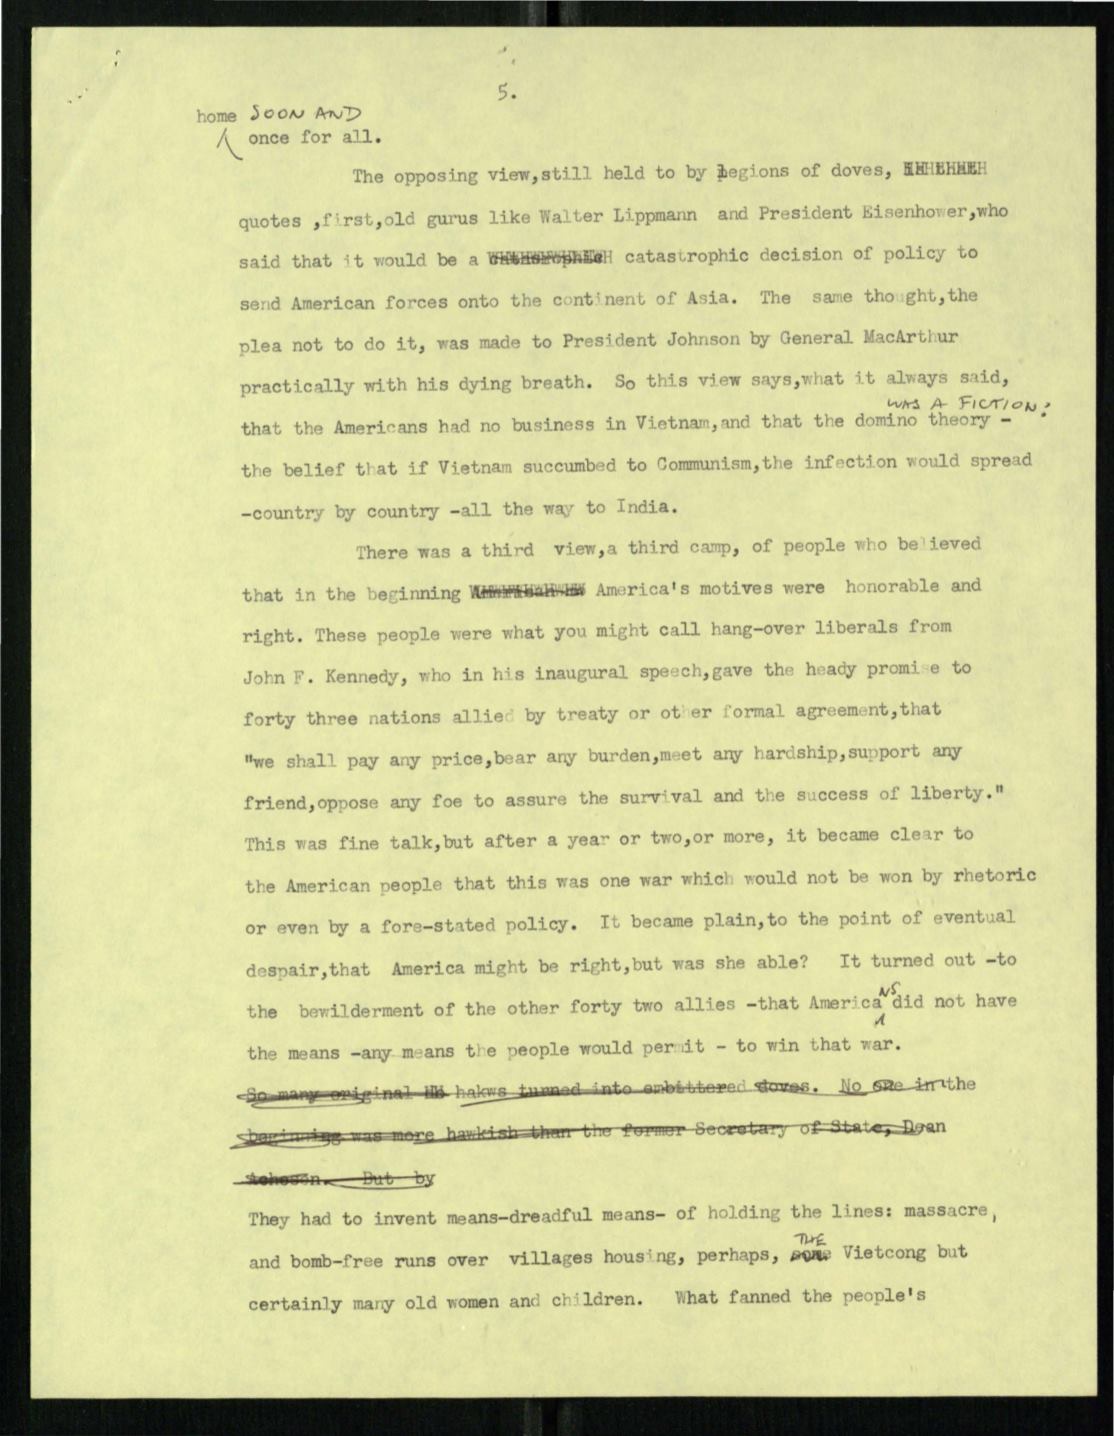 5.
home SOON AND
once for all.
The opposing view,still held to by legions of doves,
quotes ,first,old gurus like Walter Lippmann and President Eisenhower,who
said that it would be a catastrophic catastrophic decision of policy to
send American forces onto the continent of Asia. The same thought,the
plea not to do it, was made to President Johnson by General MacArthur
practically with his dying breath. So this view says,what it always said,
WAS A FICTION:
that the Americans had no business in Vietnam,and that the domino theory -
the belief that if Vietnam succumbed to Communism,the infection would spread
-country by country -all the way to India.
There was a third view,a third camp, of people who believed
that in the beginning America's motives were honorable and
right. These people were what you might call hang-over liberals from
John F. Kennedy, who in his inaugural speech,gave the heady promise to
forty three nations allied by treaty or other formal agreement,that
"we shall pay any price,bear any burden,meet any hardship,support any
friend,oppose any foe to assure the survival and the success of liberty."
This was fine talk,but after a year or two,or more, it became clear to
the American people that this was one war which would not be won by rhetoric
or even by a fore-stated policy. It became plain,to the point of eventual
despair,that America might be right,but was she able? It turned out -to
NS
the bewilderment of the other forty two allies -that America did not have
the means -any means the people would permit - to win that war.
So many original hakws turned into embittered doves. No one in the
beginning was more hawkish than the former Secretary of State, Dean
Acheson. But by
They had to invent means-dreadful means- of holding the lines: massacre,
THE
and bomb-free runs over villages housing, perhaps, some Vietcong but
certainly many old women and children. What fanned the people's